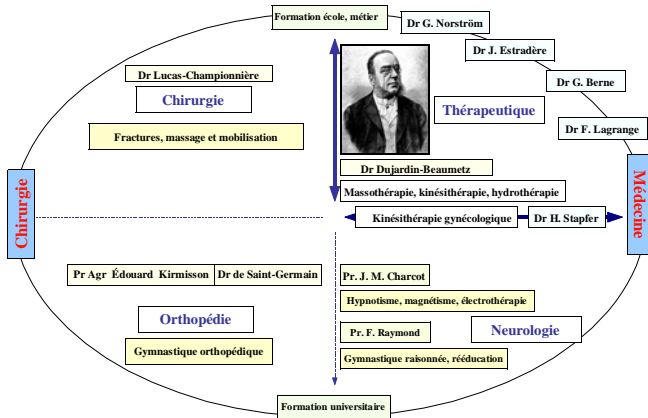 Formation école, métier
Dr G. Norström
Dr J. Estradère
Dr Lucas-Championnière
Dr G. Berne
Chirurgie
Thérapeutique
Fractures, massage et mobilisation
Dr F. Lagrange
Dr Dujardin-Beaumetz
Massothérapie, kinésithérapie, hydrothérapie
Chirurgie
Médecine
Kinésithérapie gynécologique
Dr H. Stapfer
Pr Agr Édouard Kirmisson
Dr de Saint-Germain
Pr. J. M. Charcot
Hypnotisme, magnétisme, électrothérapie
Orthopédie
Pr. F. Raymond
Neurologie
Gymnastique orthopédique
Gymnastique raisonnée, rééducation
Formation universitaire